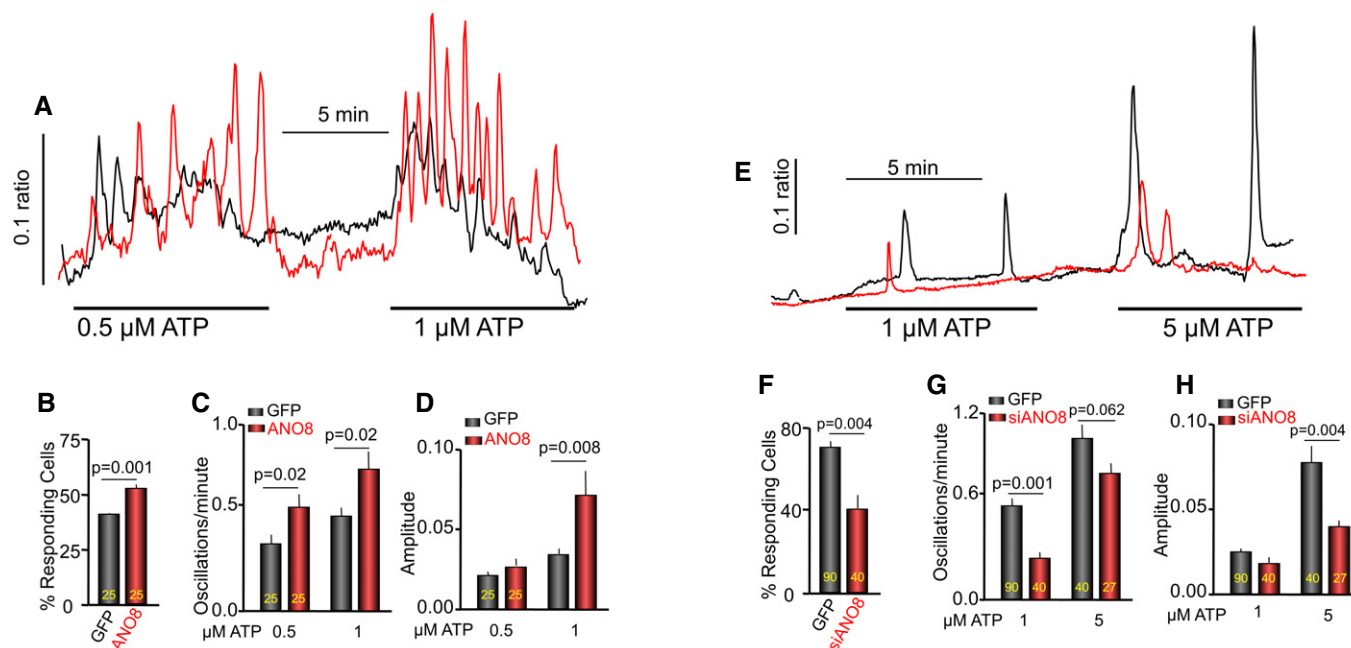 A
0.1 ratio
5 min
0.5 µM ATP
1 µM ATP
E
0.1 ratio
5 min
1 µM ATP
5 µM ATP
B
% Responding Cells
75
50
25
0
p=0.001
25
25
GFP
ANO8
C
GFP
ANO8
Oscillations/minute
1.0
0.5
0.0
p=0.02
p=0.02
25
25
µM ATP
0.5
1
D
GFP
ANO8
Amplitude
0.10
0.05
0.00
p=0.008
25
25
µM ATP
0.5
1
F
% Responding Cells
80
40
0
p=0.004
90
40
GFP
siANO8
G
GFP
siANO8
Oscillations/minute
1.2
0.6
0.0
p=0.001
p=0.062
90
40
40
27
µM ATP
1
5
H
GFP
siANO8
Amplitude
0.10
0.05
0.00
p=0.004
90
40
40
27
µM ATP
1
5